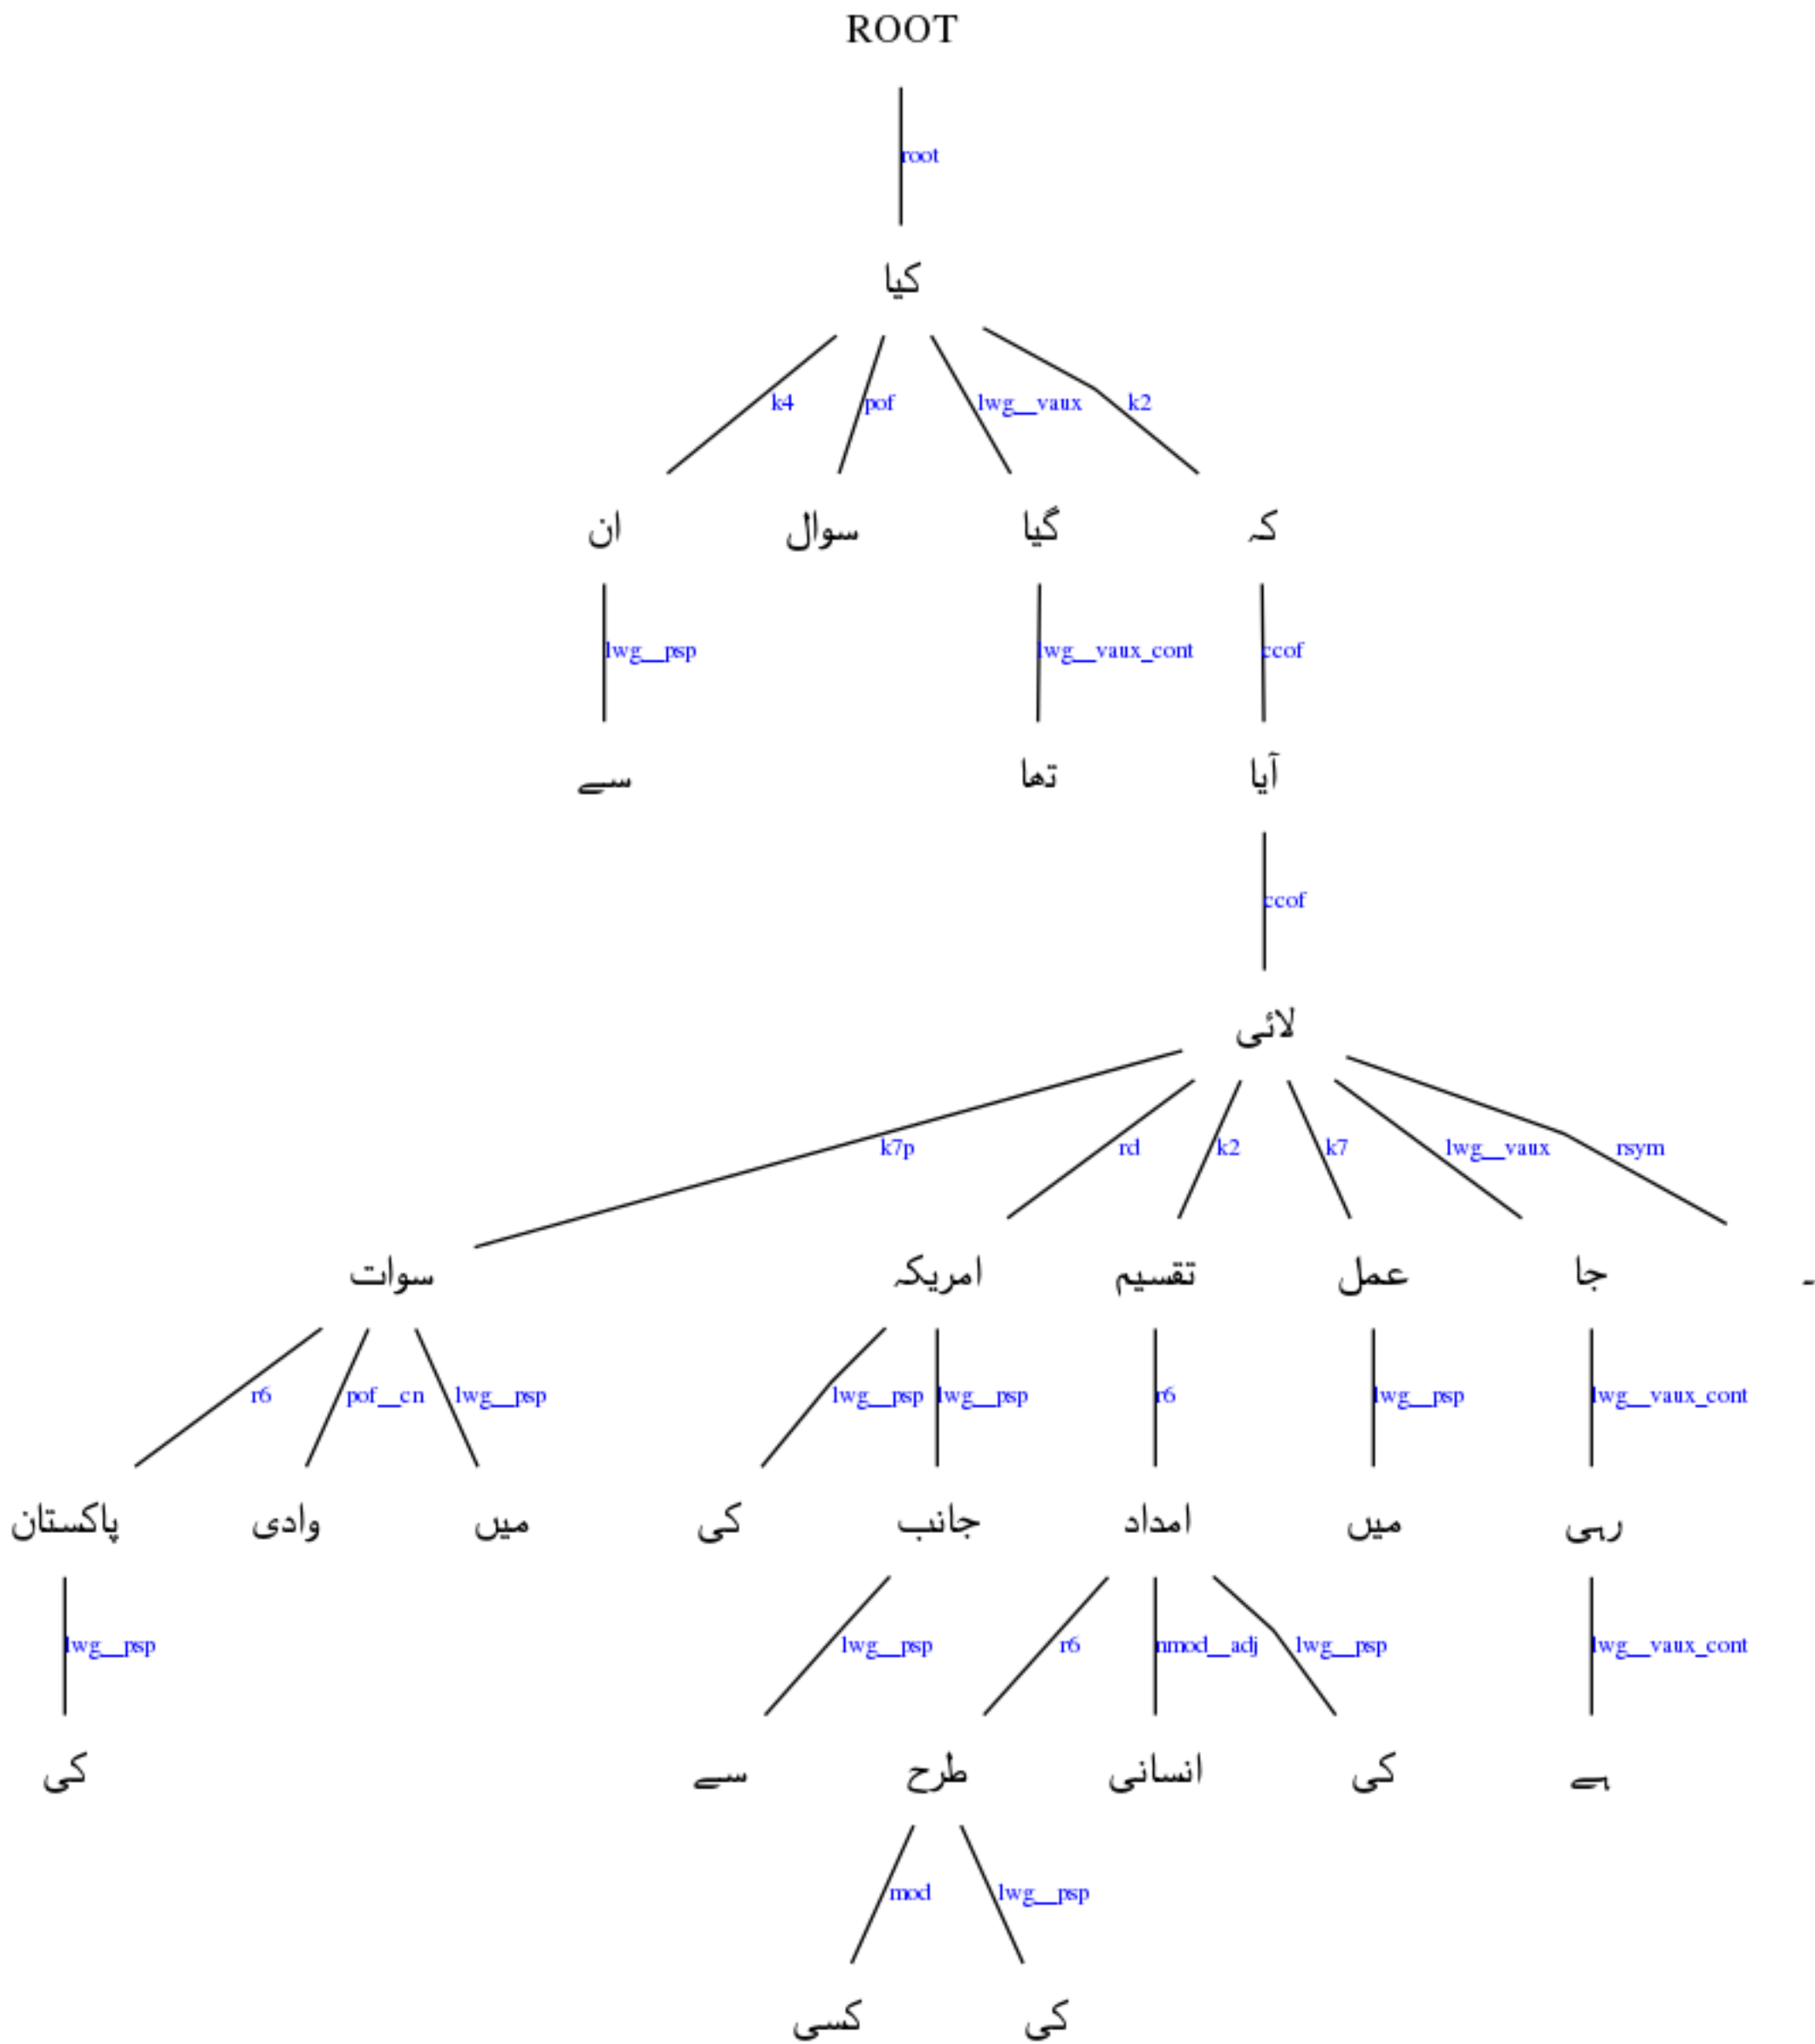 ROOT
root
کیا
k4 pof lwg__vaux k2
ان سوال گیا کہ
lwg__psp lwg__vaux_cont ccof
سے تھا آیا
ccof
لائی
k7p rd k2 k7 lwg__vaux rsym
سوات امریکہ تقسیم عمل جا ۔
r6 pof__cn lwg__psp lwg__psp lwg__psp r6 lwg__psp lwg__vaux_cont
پاکستان وادی میں کی جانب امداد میں رہی
lwg__psp lwg__psp r6 nmod__adj lwg__psp lwg__vaux_cont
کی سے طرح انسانی کی ہے
mod lwg__psp
کسی کی